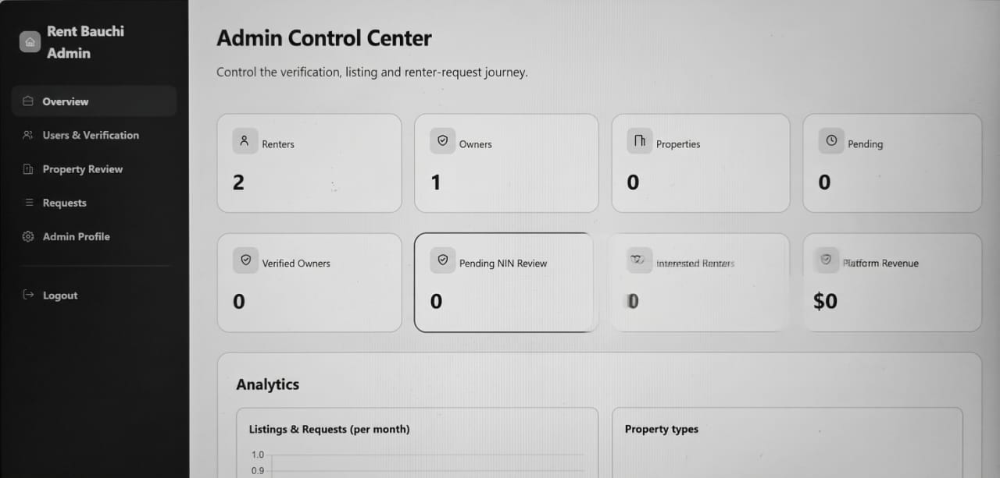 Rent Bauchi
Admin
Overview
Users & Verification
Property Review
Requests
Admin Profile
Logout
Admin Control Center
Control the verification, listing and renter-request journey.
Renters
2
Owners
1
Properties
0
Pending
0
Verified Owners
0
Pending NIN Review
0
Interested Renters
0
Platform Revenue
$0
Analytics
Listings & Requests (per month)
1.0
0.9
Property types